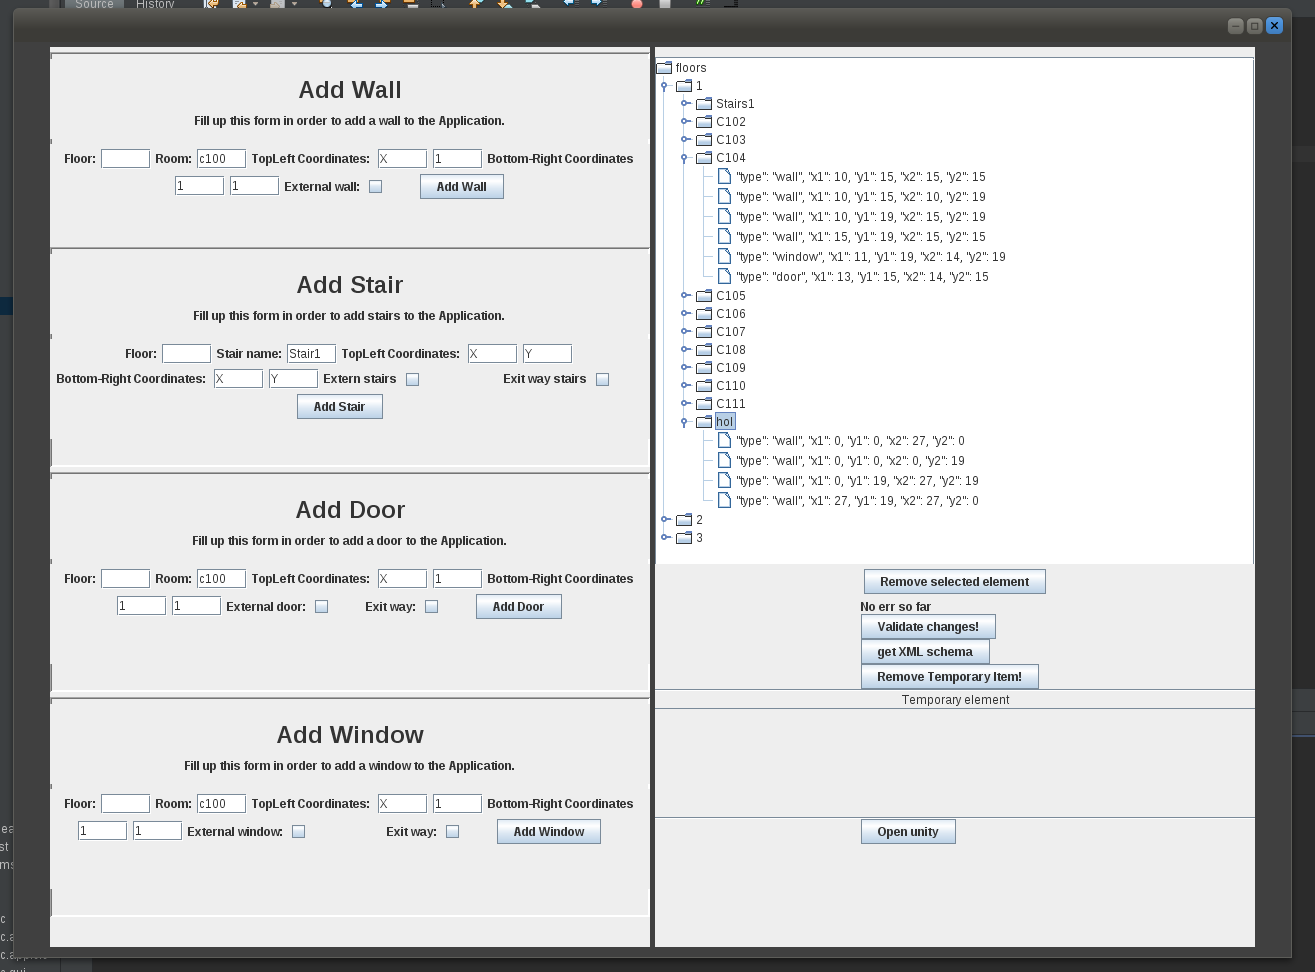 Source History
Add Wall
Fill up this form in order to add a wall to the Application.
Floor: Room: c100 TopLeft Coordinates: X 1 Bottom-Right Coordinates
1 1 External wall: Add Wall
Add Stair
Fill up this form in order to add stairs to the Application.
Floor: Stair name: Stair1 TopLeft Coordinates: X Y
Bottom-Right Coordinates: X Y Extern stairs Exit way stairs
Add Stair
Add Door
Fill up this form in order to add a door to the Application.
Floor: Room: c100 TopLeft Coordinates: X 1 Bottom-Right Coordinates
1 1 External door: Exit way: Add Door
Add Window
Fill up this form in order to add a window to the Application.
Floor: Room: c100 TopLeft Coordinates: X 1 Bottom-Right Coordinates
1 1 External window: Exit way: Add Window
floors
1
Stairs1
C102
C103
C104
"type": "wall", "x1": 10, "y1": 15, "x2": 15, "y2": 15
"type": "wall", "x1": 10, "y1": 15, "x2": 10, "y2": 19
"type": "wall", "x1": 10, "y1": 19, "x2": 15, "y2": 19
"type": "wall", "x1": 15, "y1": 19, "x2": 15, "y2": 15
"type": "window", "x1": 11, "y1": 19, "x2": 14, "y2": 19
"type": "door", "x1": 13, "y1": 15, "x2": 14, "y2": 15
C105
C106
C107
C108
C109
C110
C111
hol
"type": "wall", "x1": 0, "y1": 0, "x2": 27, "y2": 0
"type": "wall", "x1": 0, "y1": 0, "x2": 0, "y2": 19
"type": "wall", "x1": 0, "y1": 19, "x2": 27, "y2": 19
"type": "wall", "x1": 27, "y1": 19, "x2": 27, "y2": 0
2
3
Remove selected element
No err so far
Validate changes!
get XML schema
Remove Temporary Item!
Temporary element
Open unity